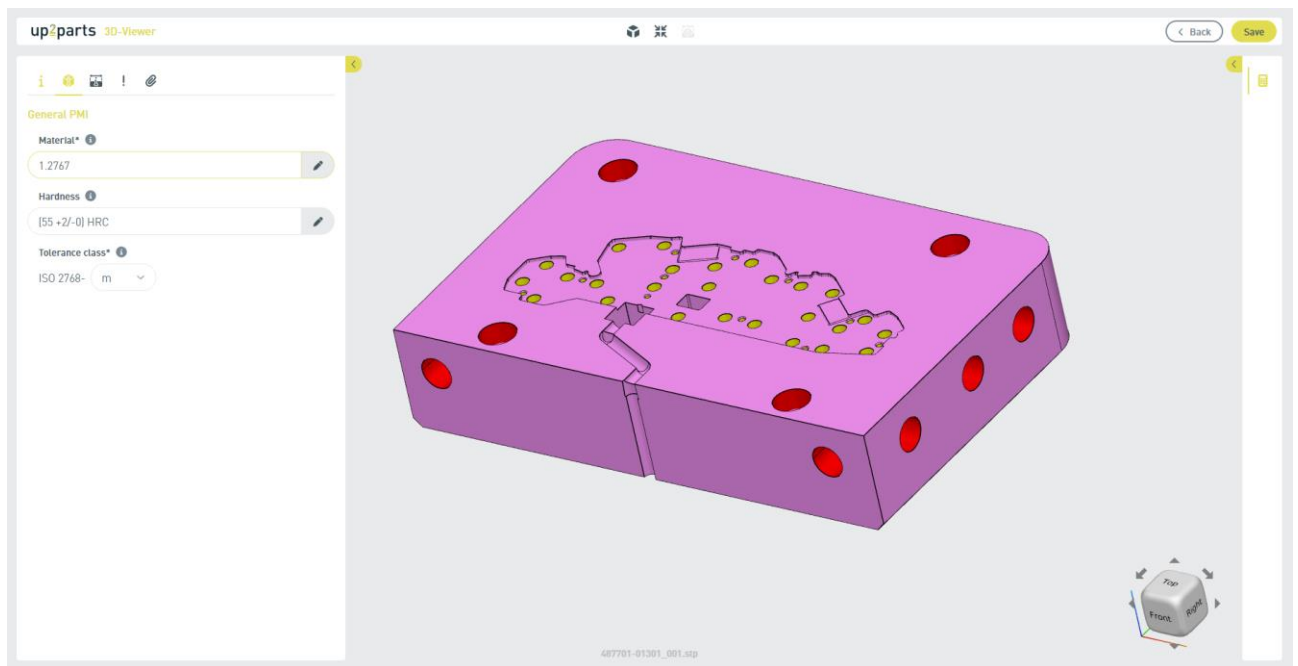 up2parts 3D-Viewer
< Back
Save
General PMI
Material*
1.2767
Hardness
(55 +2/-0) HRC
Tolerance class*
ISO 2768- m
Top
Front
Right
487701-01301_001.stp